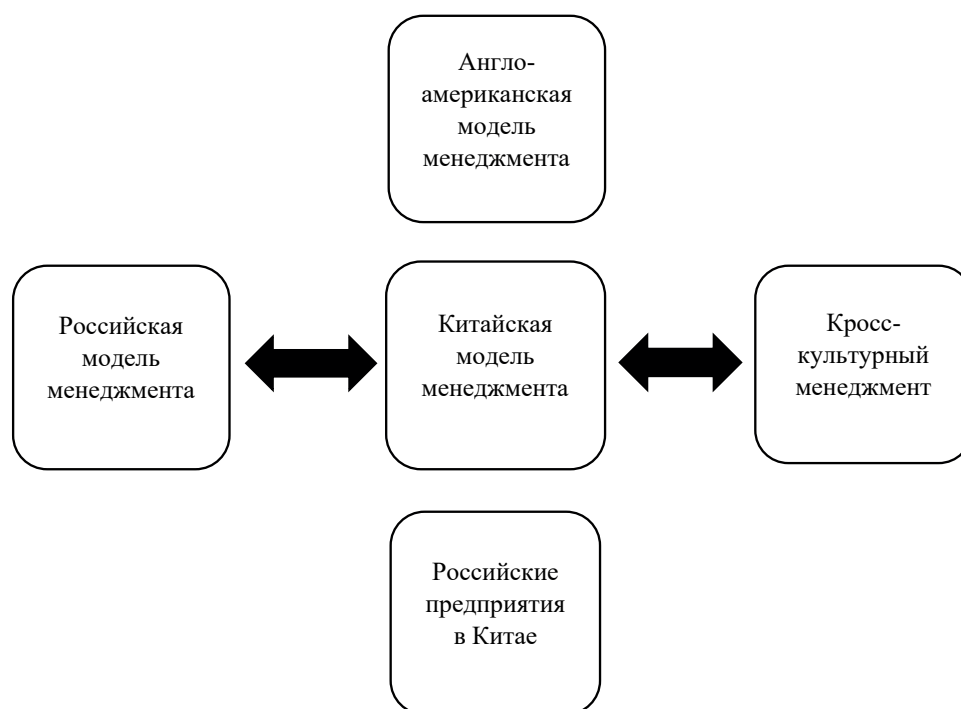 Англо-
американская
модель
менеджмента
Российская
модель
менеджмента
Китайская
модель
менеджмента
Кросс-
культурный
менеджмент
Российские
предприятия
в Китае